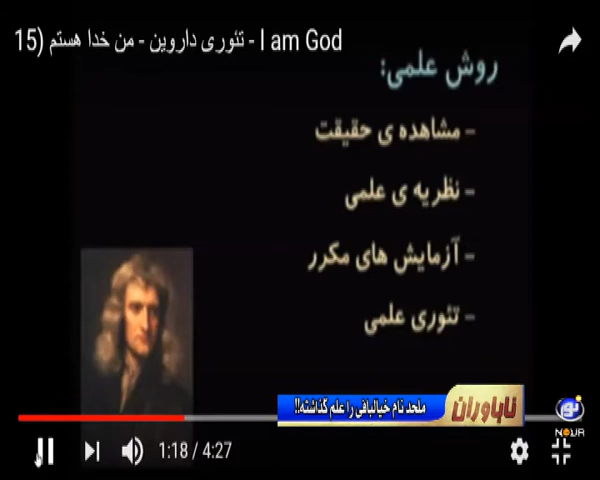 15) تئوری داروین - من خدا هستم - I am God
روش علمی:
- مشاهده ی حقیقت
- نظریه ی علمی
- آزمایش های مکرر
- تئوری علمی
ناباوران
ملحد نام خیالبافی را علم گذاشته!!
نور
NOUR
1:18 / 4:27